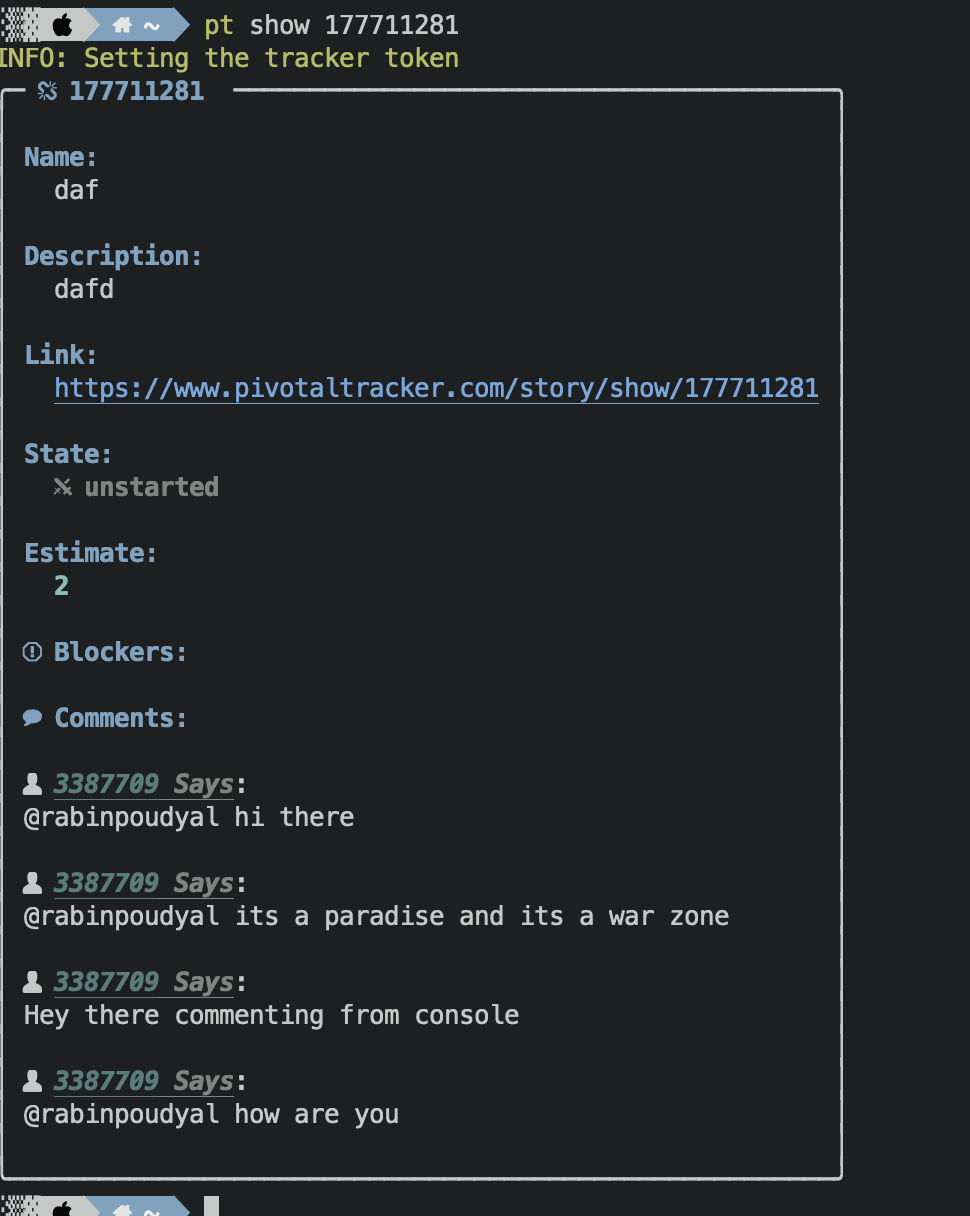 ~ pt show 177711281
INFO: Setting the tracker token
177711281
Name:
daf
Description:
dafd
Link:
https://www.pivotaltracker.com/story/show/177711281
State:
unstarted
Estimate:
2
Blockers:
Comments:
3387709 Says:
@rabinpoudyal hi there
3387709 Says:
@rabinpoudyal its a paradise and its a war zone
3387709 Says:
Hey there commenting from console
3387709 Says:
@rabinpoudyal how are you
~